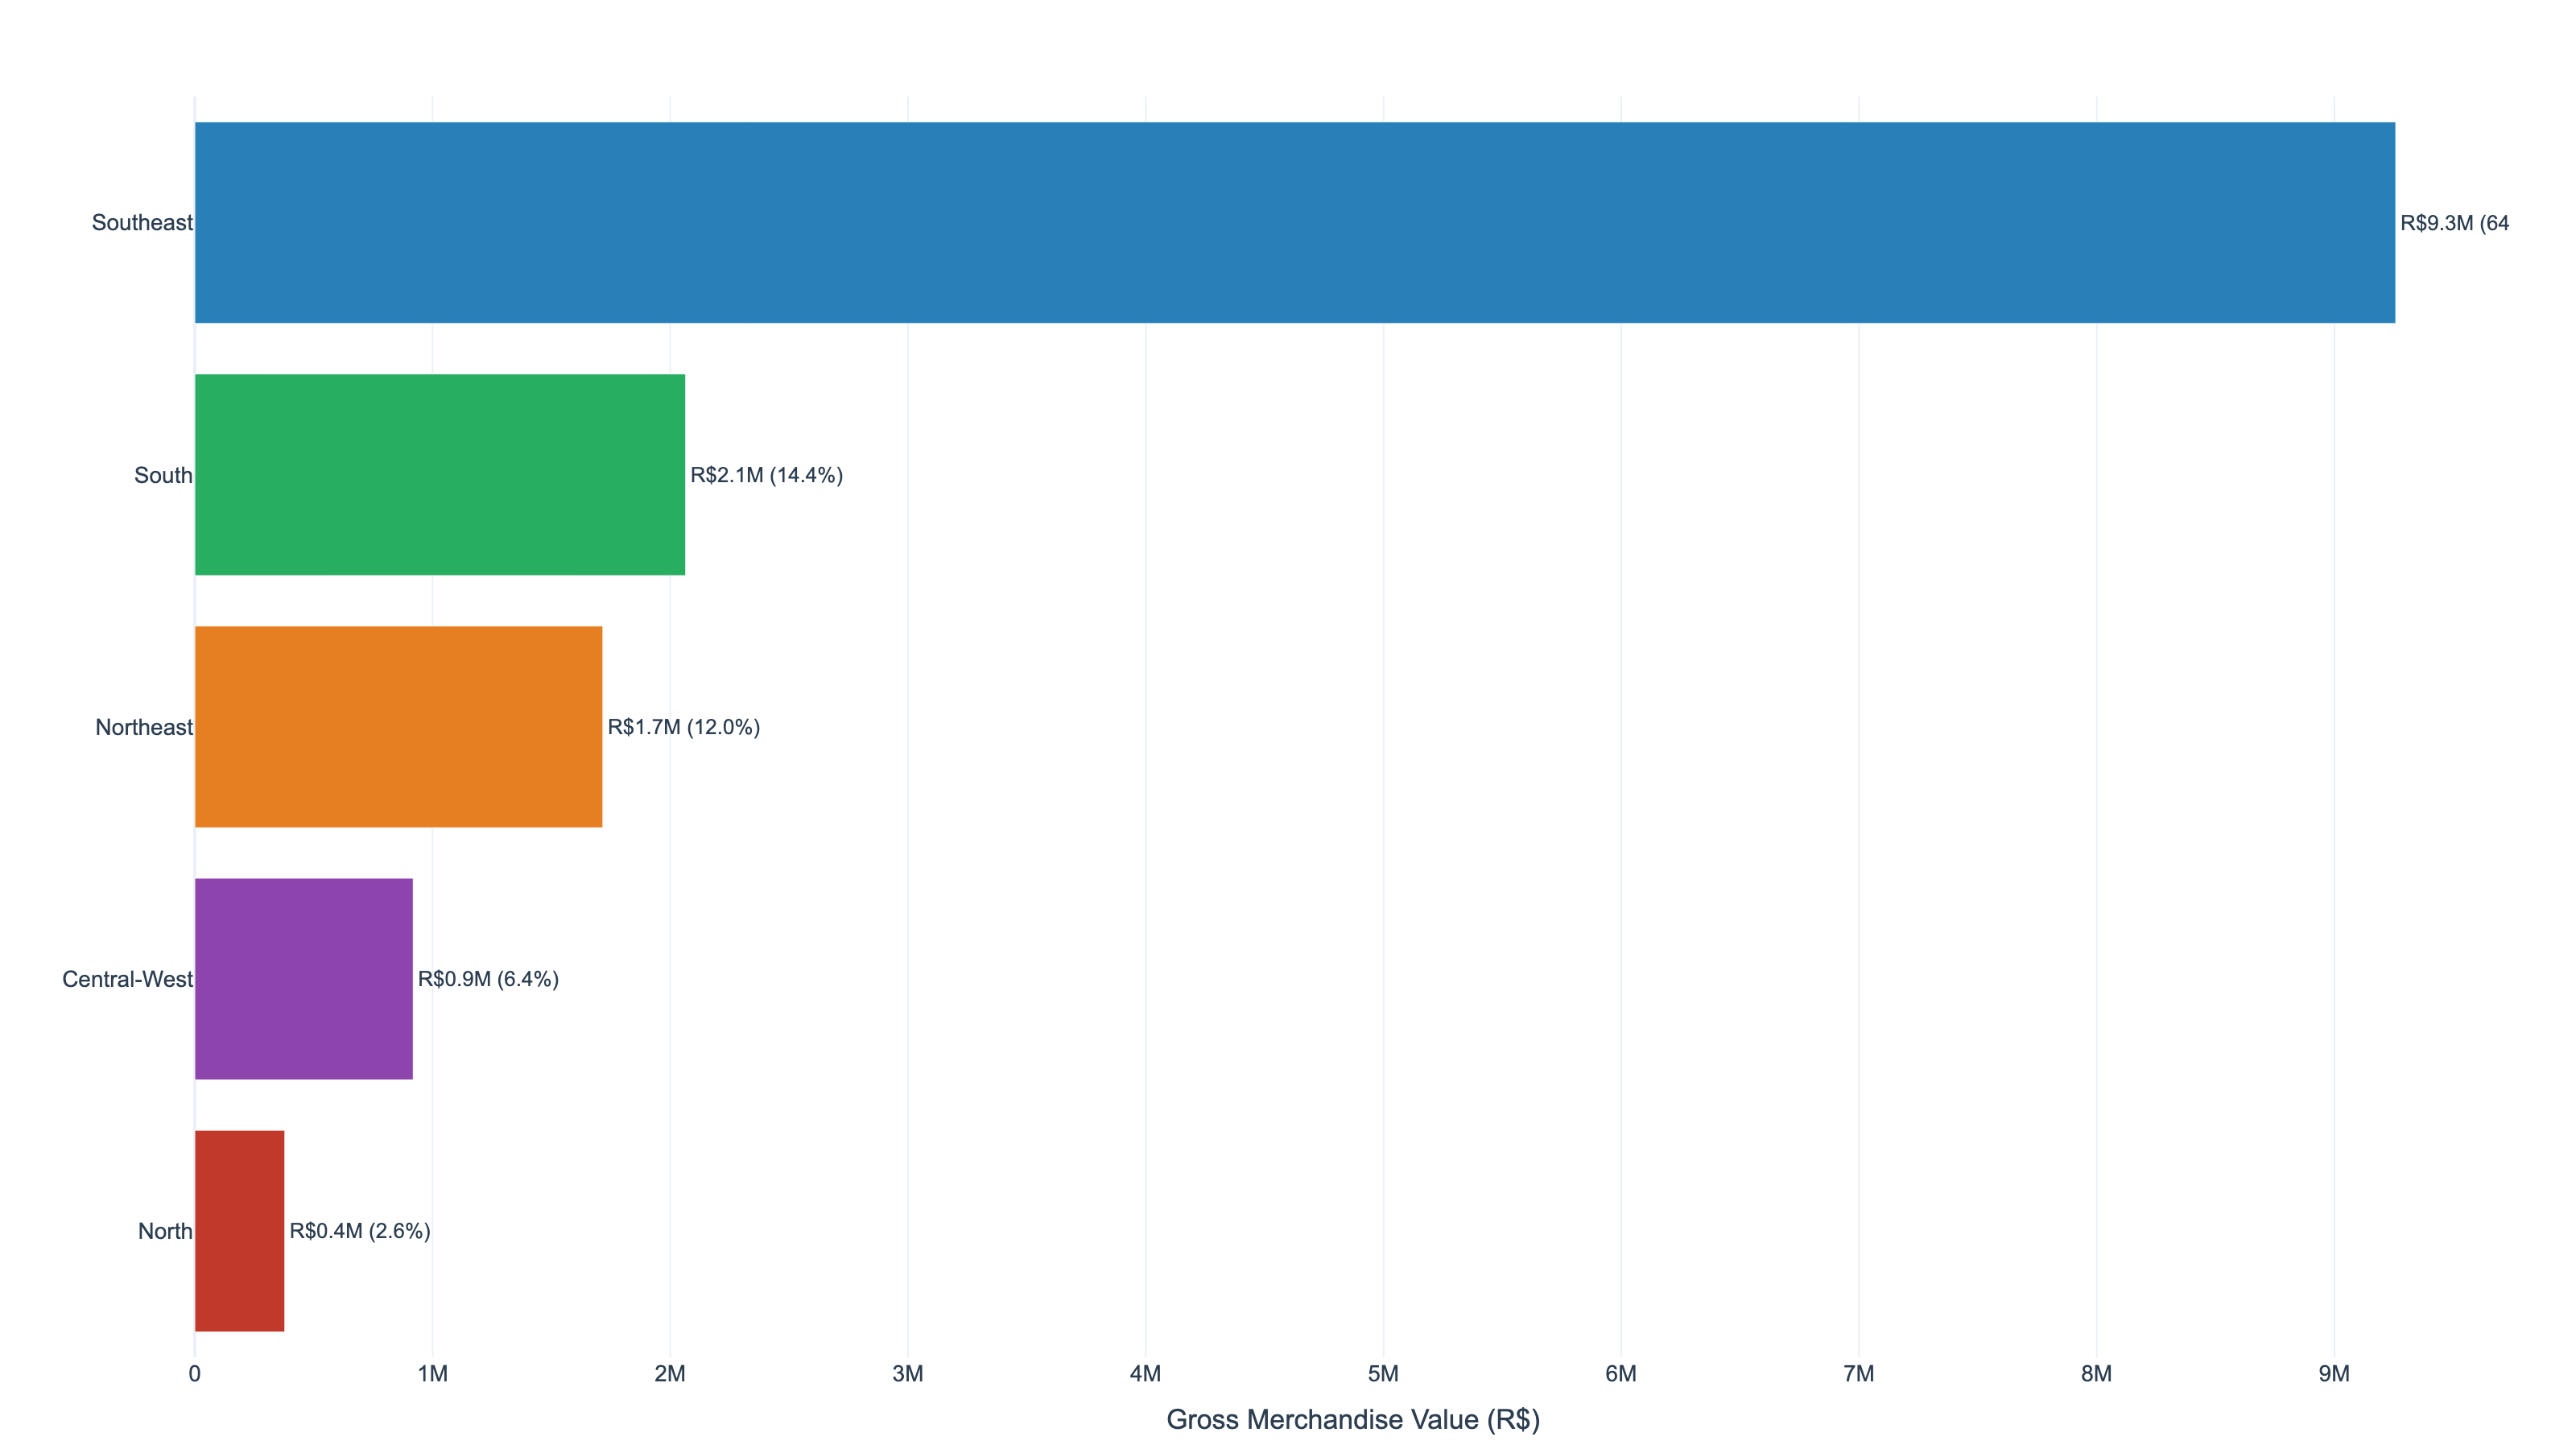 Southeast
R$9.3M (64
South
R$2.1M (14.4%)
Northeast
R$1.7M (12.0%)
Central-West
R$0.9M (6.4%)
North
R$0.4M (2.6%)
0 1M 2M 3M 4M 5M 6M 7M 8M 9M
Gross Merchandise Value (R$)